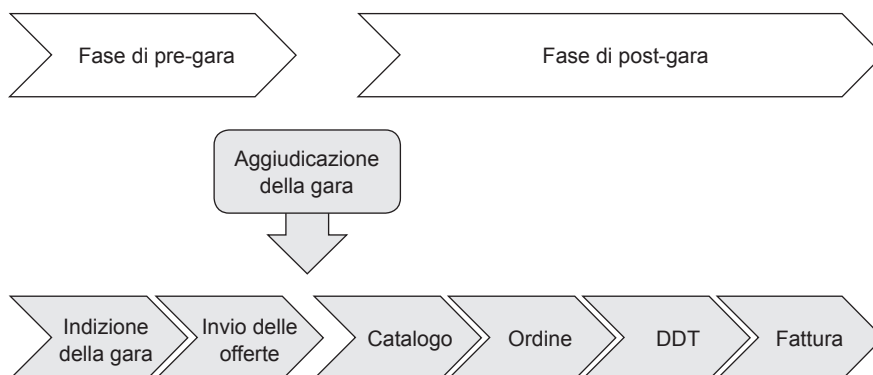 Fase di pre-gara
Fase di post-gara
Aggiudicazione
della gara
Indizione
della gara
Invio delle
offerte
Catalogo
Ordine
DDT
Fattura